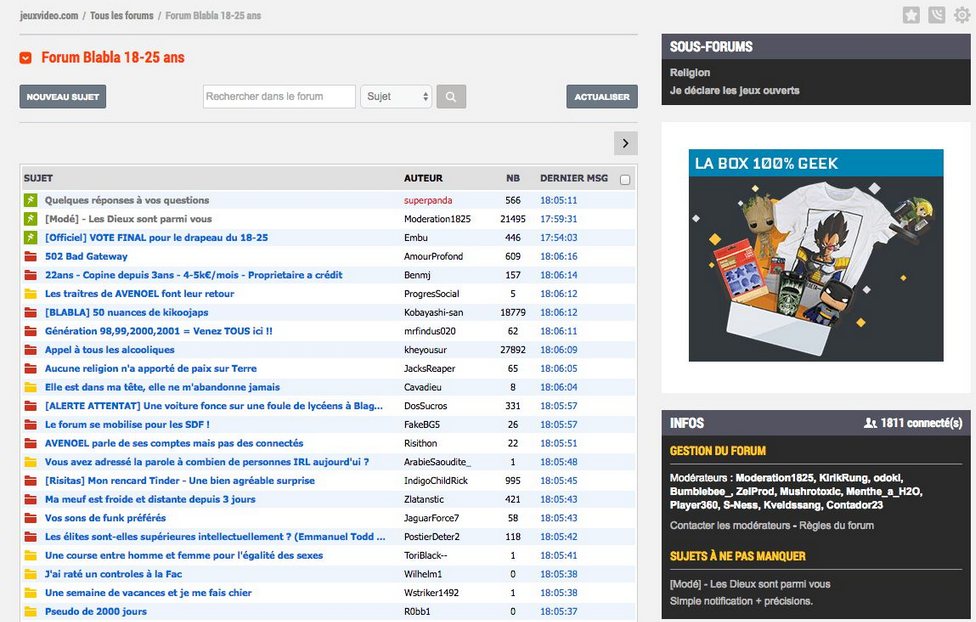 jeuxvideo.com / Tous les forums / Forum Blabla 18-25 ans
Forum Blabla 18-25 ans
NOUVEAU SUJET
Rechercher dans le forum
Sujet
ACTUALISER
SUJET AUTEUR NB DERNIER MSG
Quelques réponses à vos questions superpanda 566 18:05:11
[Modé] - Les Dieux sont parmi vous Moderation1825 21495 17:59:31
[Officiel] VOTE FINAL pour le drapeau du 18-25 Embu 446 17:54:03
502 Bad Gateway AmourProfond 609 18:06:16
22ans - Copine depuis 3ans - 4-5k€/mois - Proprietaire a crédit Benmj 157 18:06:14
Les traîtres de AVENOEL font leur retour ProgresSocial 5 18:06:12
[BLABLA] 50 nuances de kikoojaps Kobayashi-san 18779 18:06:12
Génération 98,99,2000,2001 = Venez TOUS ici !! mrfindus020 62 18:06:11
Appel à tous les alcooliques kheyousur 27892 18:06:09
Aucune religion n'a apporté de paix sur Terre JacksReaper 65 18:06:05
Elle est dans ma tête, elle ne m'abandonne jamais Cavadieu 8 18:06:04
[ALERTE ATTENTAT] Une voiture fonce sur une foule de lycéens à Blag... DosSucros 331 18:05:57
Le forum se mobilise pour les SDF ! FakeBG5 26 18:05:57
AVENOEL parle de ses comptes mais pas des connectés Risithon 22 18:05:51
Vous avez adressé la parole à combien de personnes IRL aujourd'hui ? ArabieSaoudite_ 1 18:05:48
[Risitas] Mon rencard Tinder - Une bien agréable surprise IndigoChildRick 995 18:05:45
Ma meuf est froide et distante depuis 3 jours Zlatanstic 421 18:05:43
Vos sons de funk préférés JaguarForce7 58 18:05:43
Les élites sont-elles supérieures intellectuellement ? (Emmanuel Todd ... PostierDeter2 118 18:05:42
Une course entre homme et femme pour l'égalité des sexes ToriBlack-- 1 18:05:41
J'ai raté un controles à la Fac Wilhelm1 0 18:05:38
Une semaine de vacances et je me fais chier Wstriker1492 1 18:05:38
Pseudo de 2000 jours R0bb1 0 18:05:37
SOUS-FORUMS
Religion
Je déclare les jeux ouverts
LA BOX 100% GEEK
INFOS 1811 connecté(s)
GESTION DU FORUM
Modérateurs : Moderation1825, KirikRung, odoki,
Bumblebee_, ZelProd, Mushrotoxic, Menthe_a_H2O,
Player360, S-Ness, Kveldssang, Contador23
Contacter les modérateurs - Règles du forum
SUJETS À NE PAS MANQUER
[Modé] - Les Dieux sont parmi vous
Simple notification + précisions.